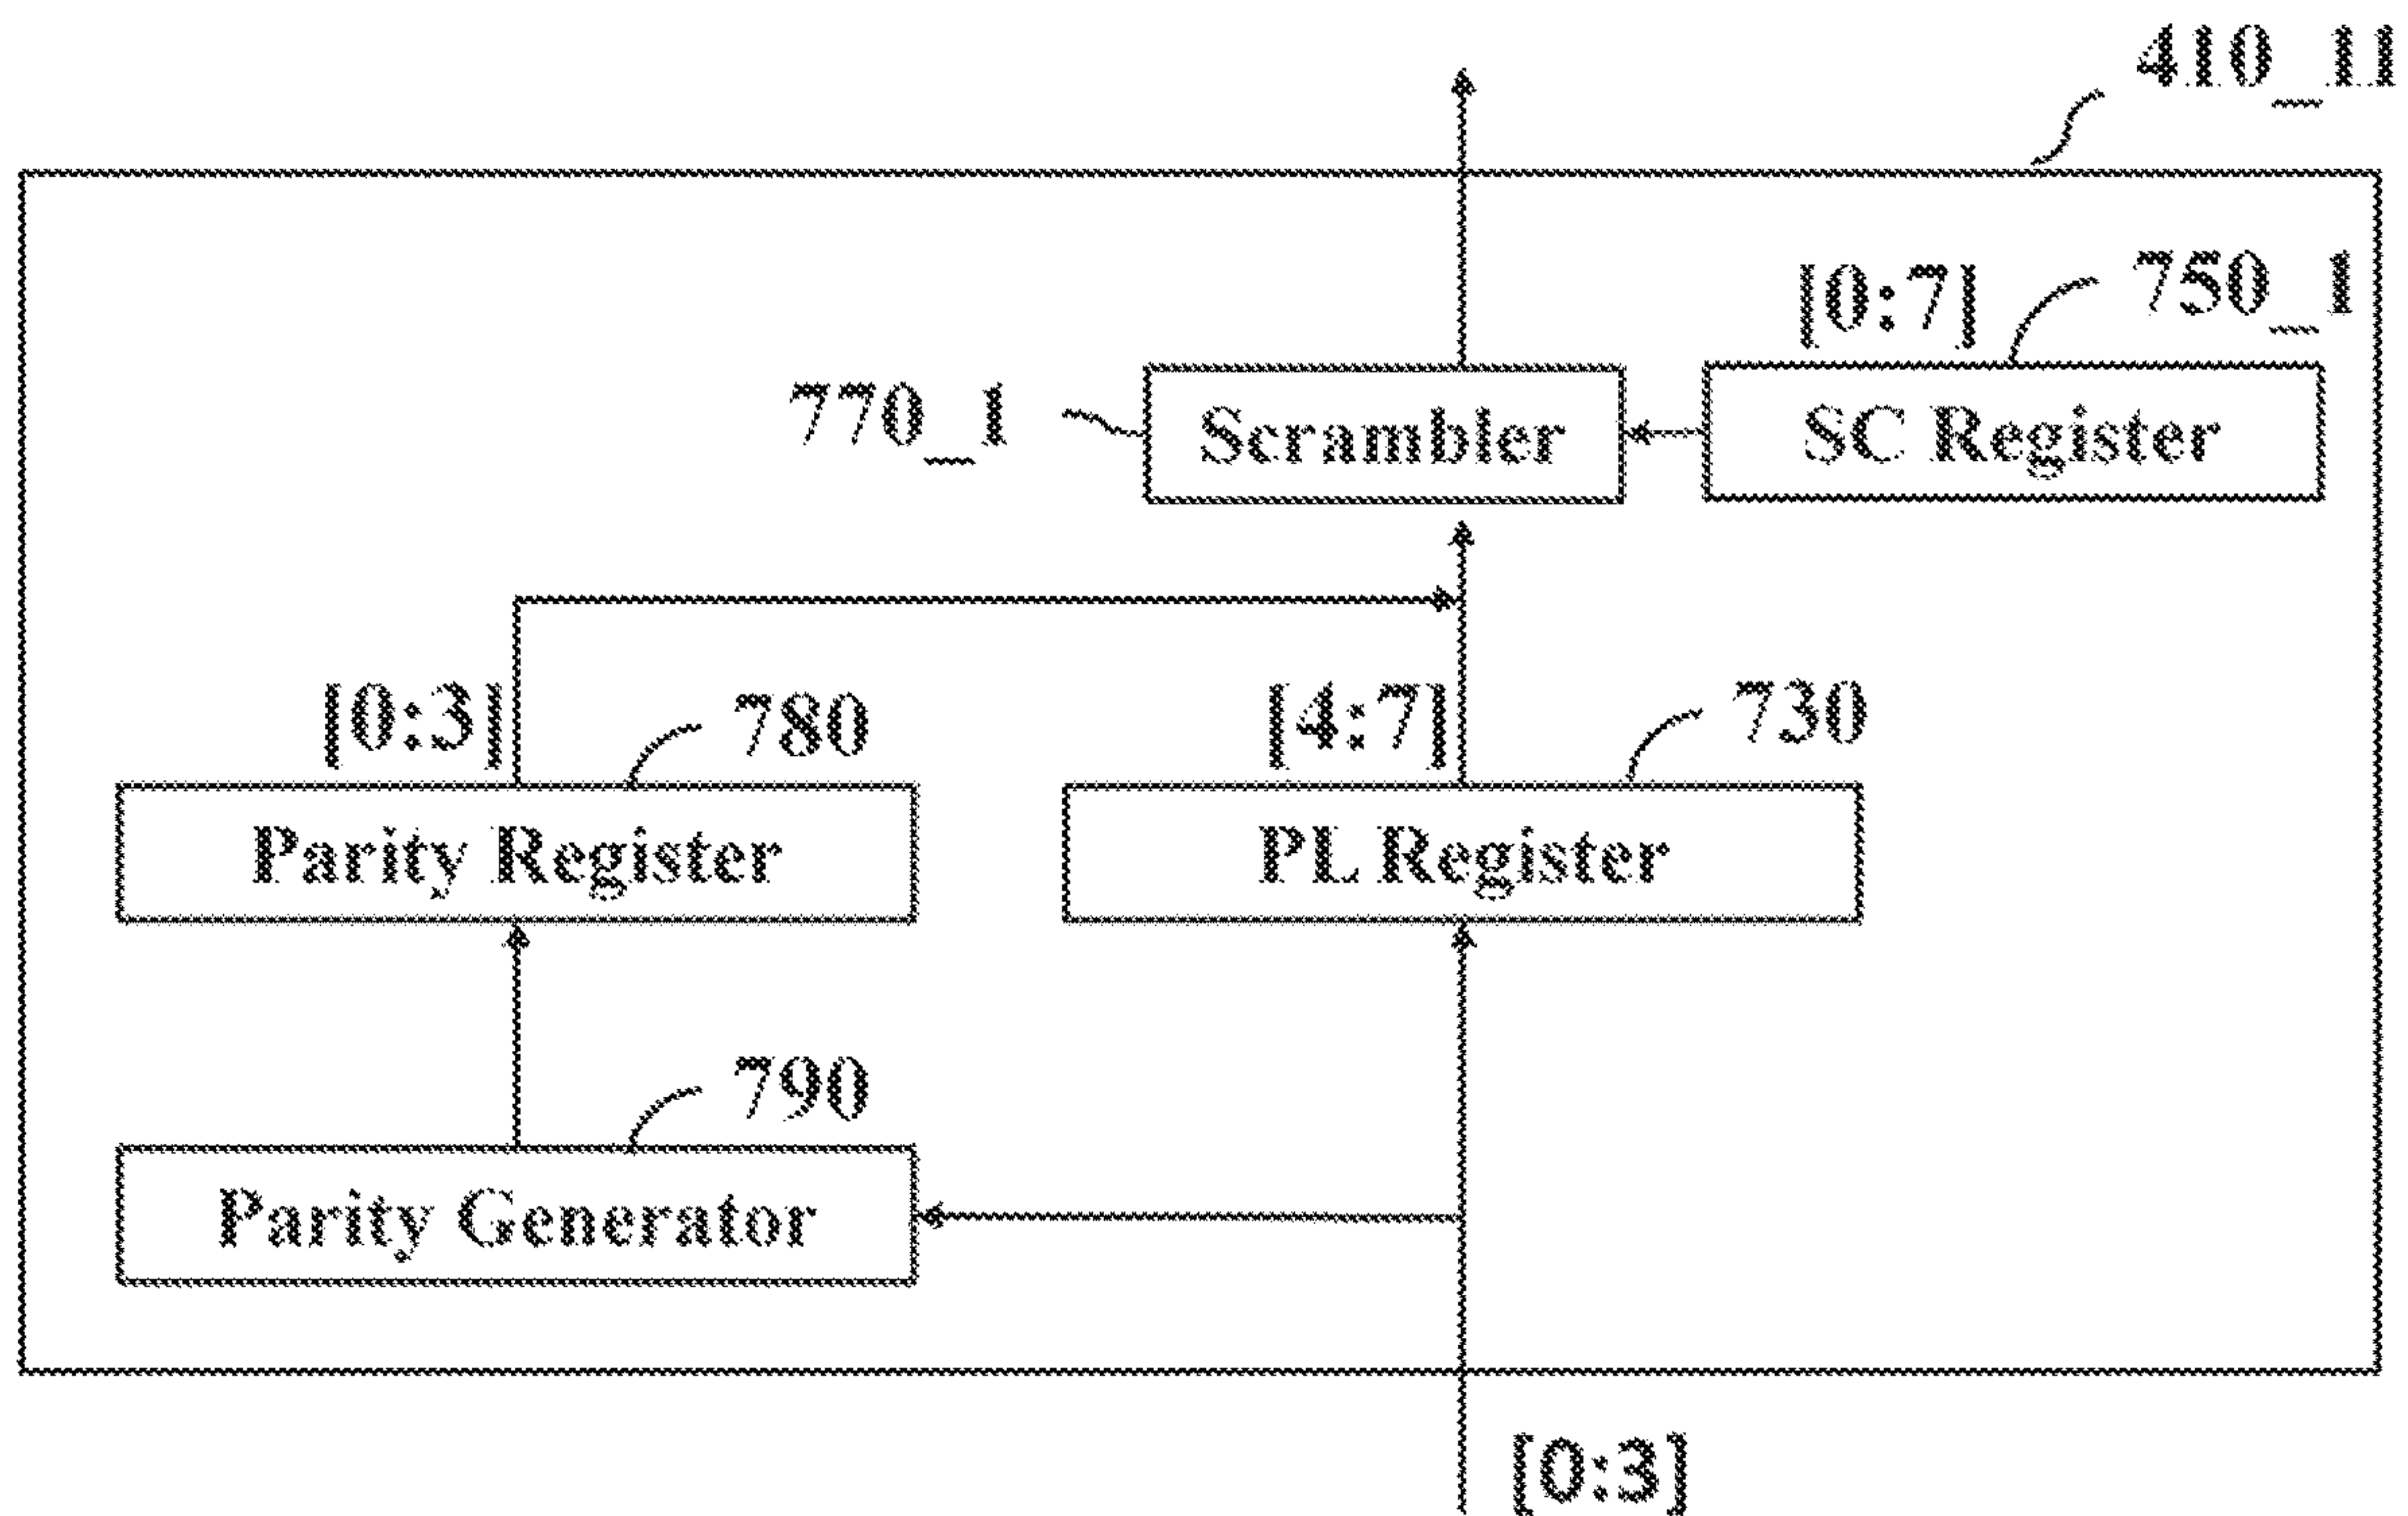 410_11
[0:7]
750_1
770_1
Scrambler
SC Register
[0:3]
780
[4:7]
730
Parity Register
PL Register
790
Parity Generator
[0:3]